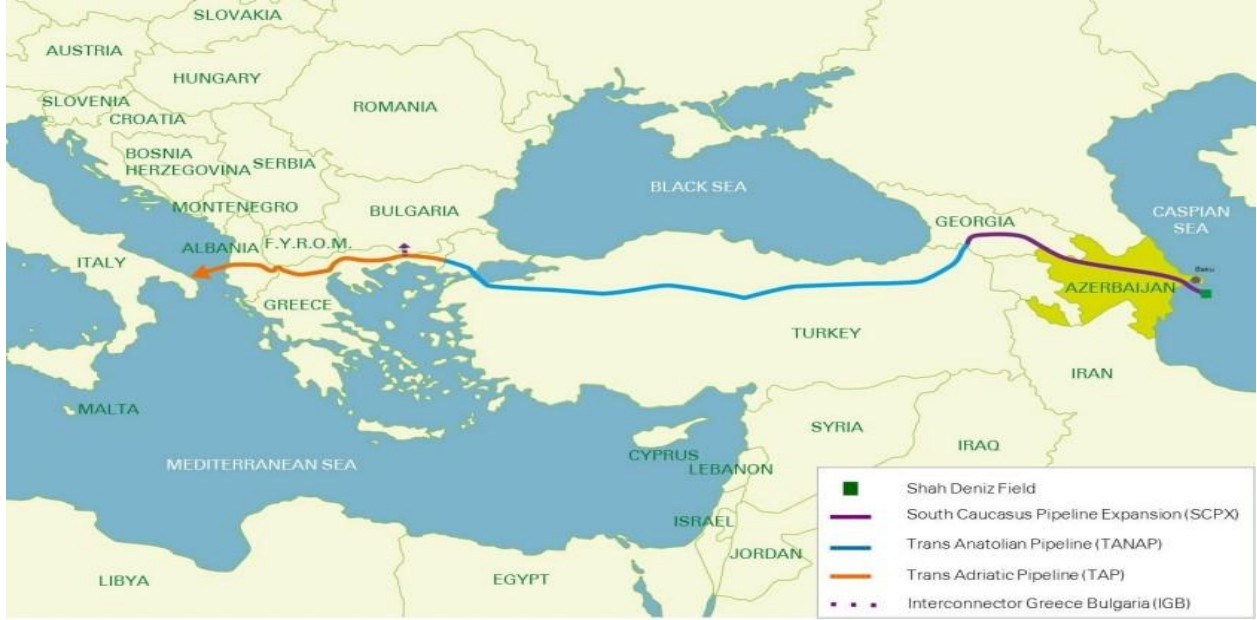 SLOVAKIA
AUSTRIA
HUNGARY
SLOVENIA
CROATIA
ROMANIA
BOSNIA
HERZEGOVINA
SERBIA
BLACK SEA
MONTENEGRO
BULGARIA
GEORGIA
CASPIAN
SEA
ALBANIA
F.Y.R.O.M.
ITALY
Baku
AZERBAIJAN
GREECE
TURKEY
IRAN
MALTA
SYRIA
IRAQ
CYPRUS
LEBANON
MEDITERRANEAN SEA
ISRAEL
JORDAN
LIBYA
EGYPT
Shah Deniz Field
South Caucasus Pipeline Expansion (SCPX)
Trans Anatolian Pipeline (TANAP)
Trans Adriatic Pipeline (TAP)
Interconnector Greece Bulgaria (IGB)